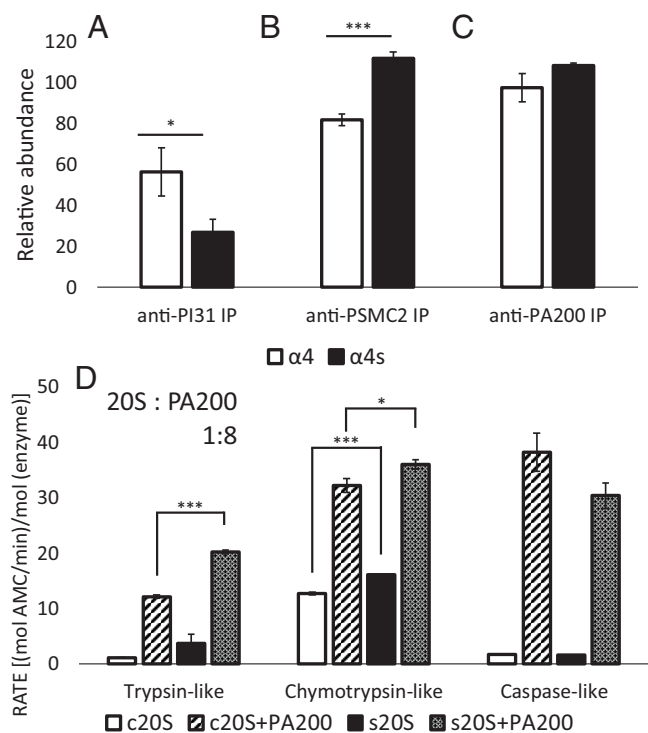 A B C
Relative abundance
120
100
80
60
40
20
0
*
***
anti-PI31 IP anti-PSMC2 IP anti-PA200 IP
α4 α4s
D
20S : PA200
1:8
RATE [(mol AMC/min)/mol (enzyme)]
50
40
30
20
10
0
***
***
*
Trypsin-like Chymotrypsin-like Caspase-like
c20S c20S+PA200 s20S s20S+PA200